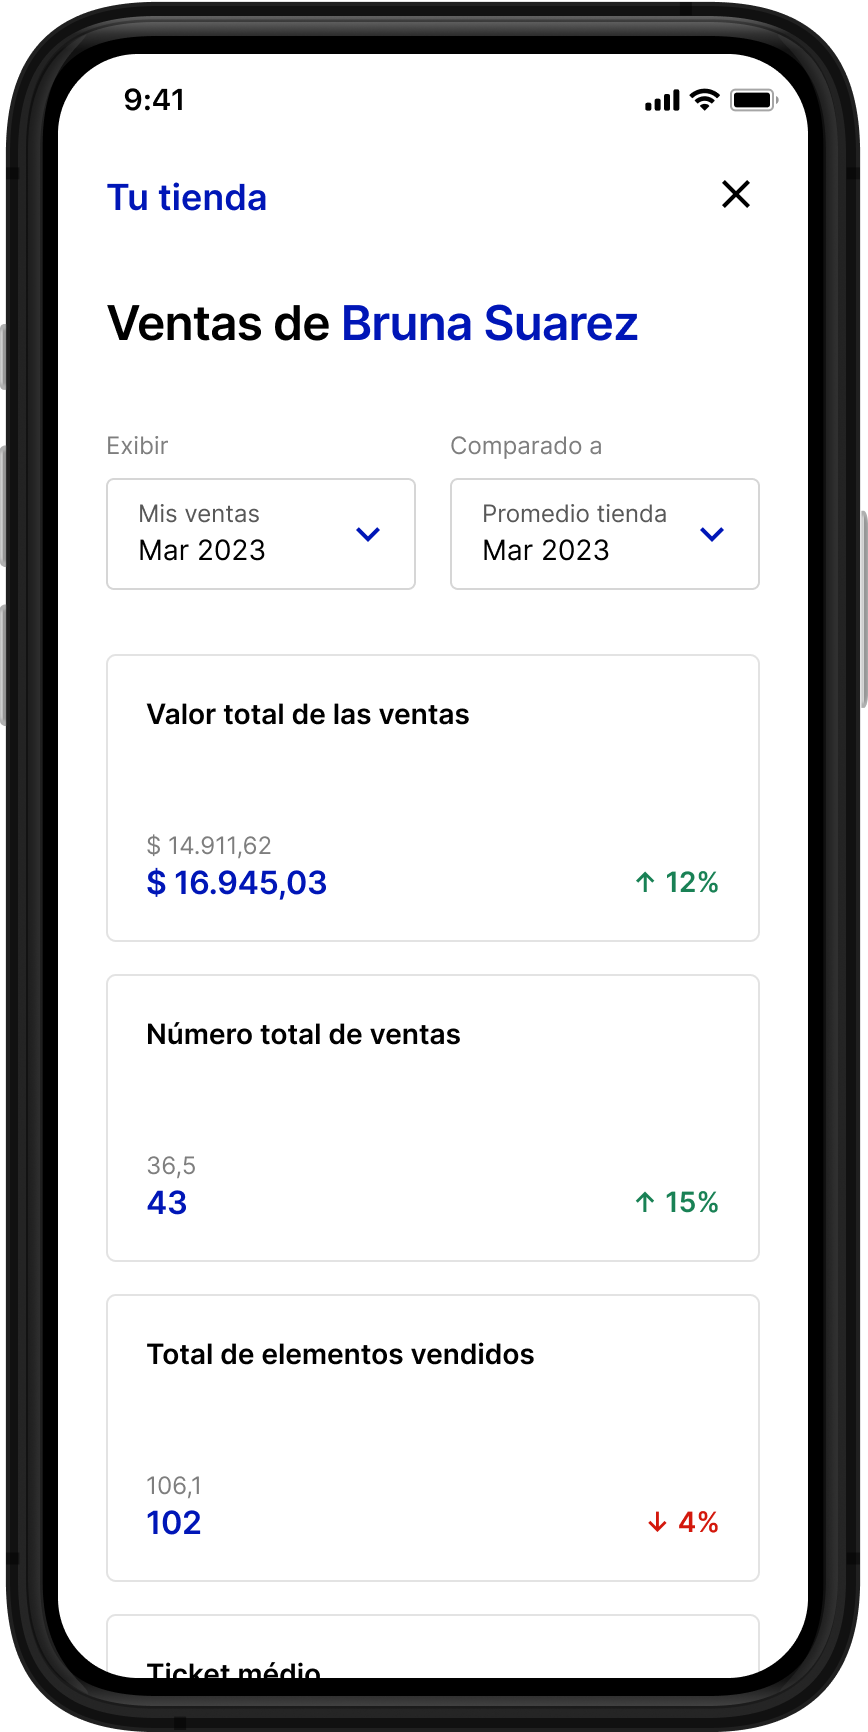 9:41
Tu tienda
Ventas de Bruna Suarez
Exibir
Comparado a
Mis ventas
Mar 2023
Promedio tienda
Mar 2023
Valor total de las ventas
$ 14.911,62
$ 16.945,03
↑ 12%
Número total de ventas
36,5
43
↑ 15%
Total de elementos vendidos
106,1
102
↓ 4%
Ticket médio